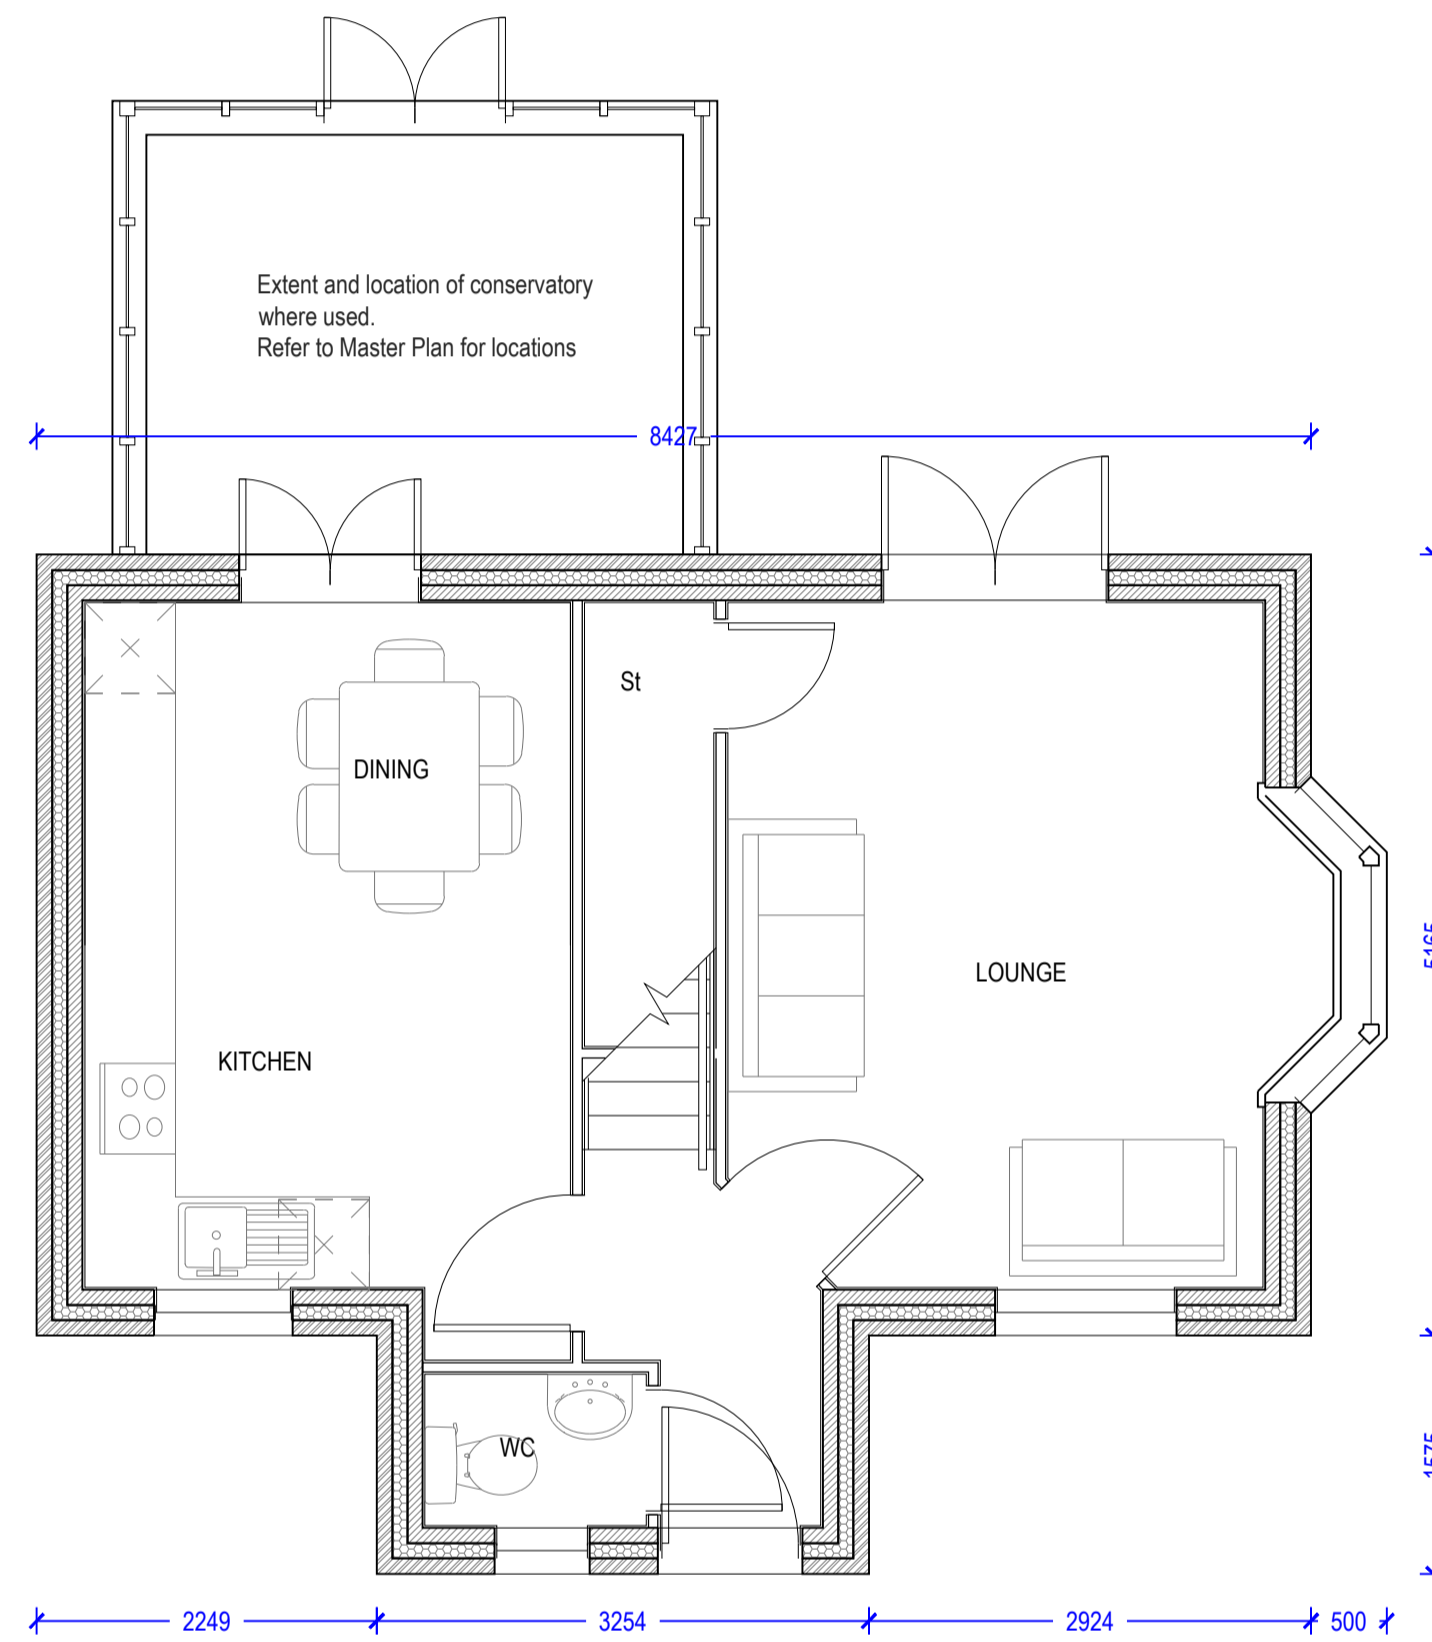 Extent and location of conservatory
where used.
Refer to Master Plan for locations
8427
St
DINING
LOUNGE
KITCHEN
WC
2249
3254
2924
500